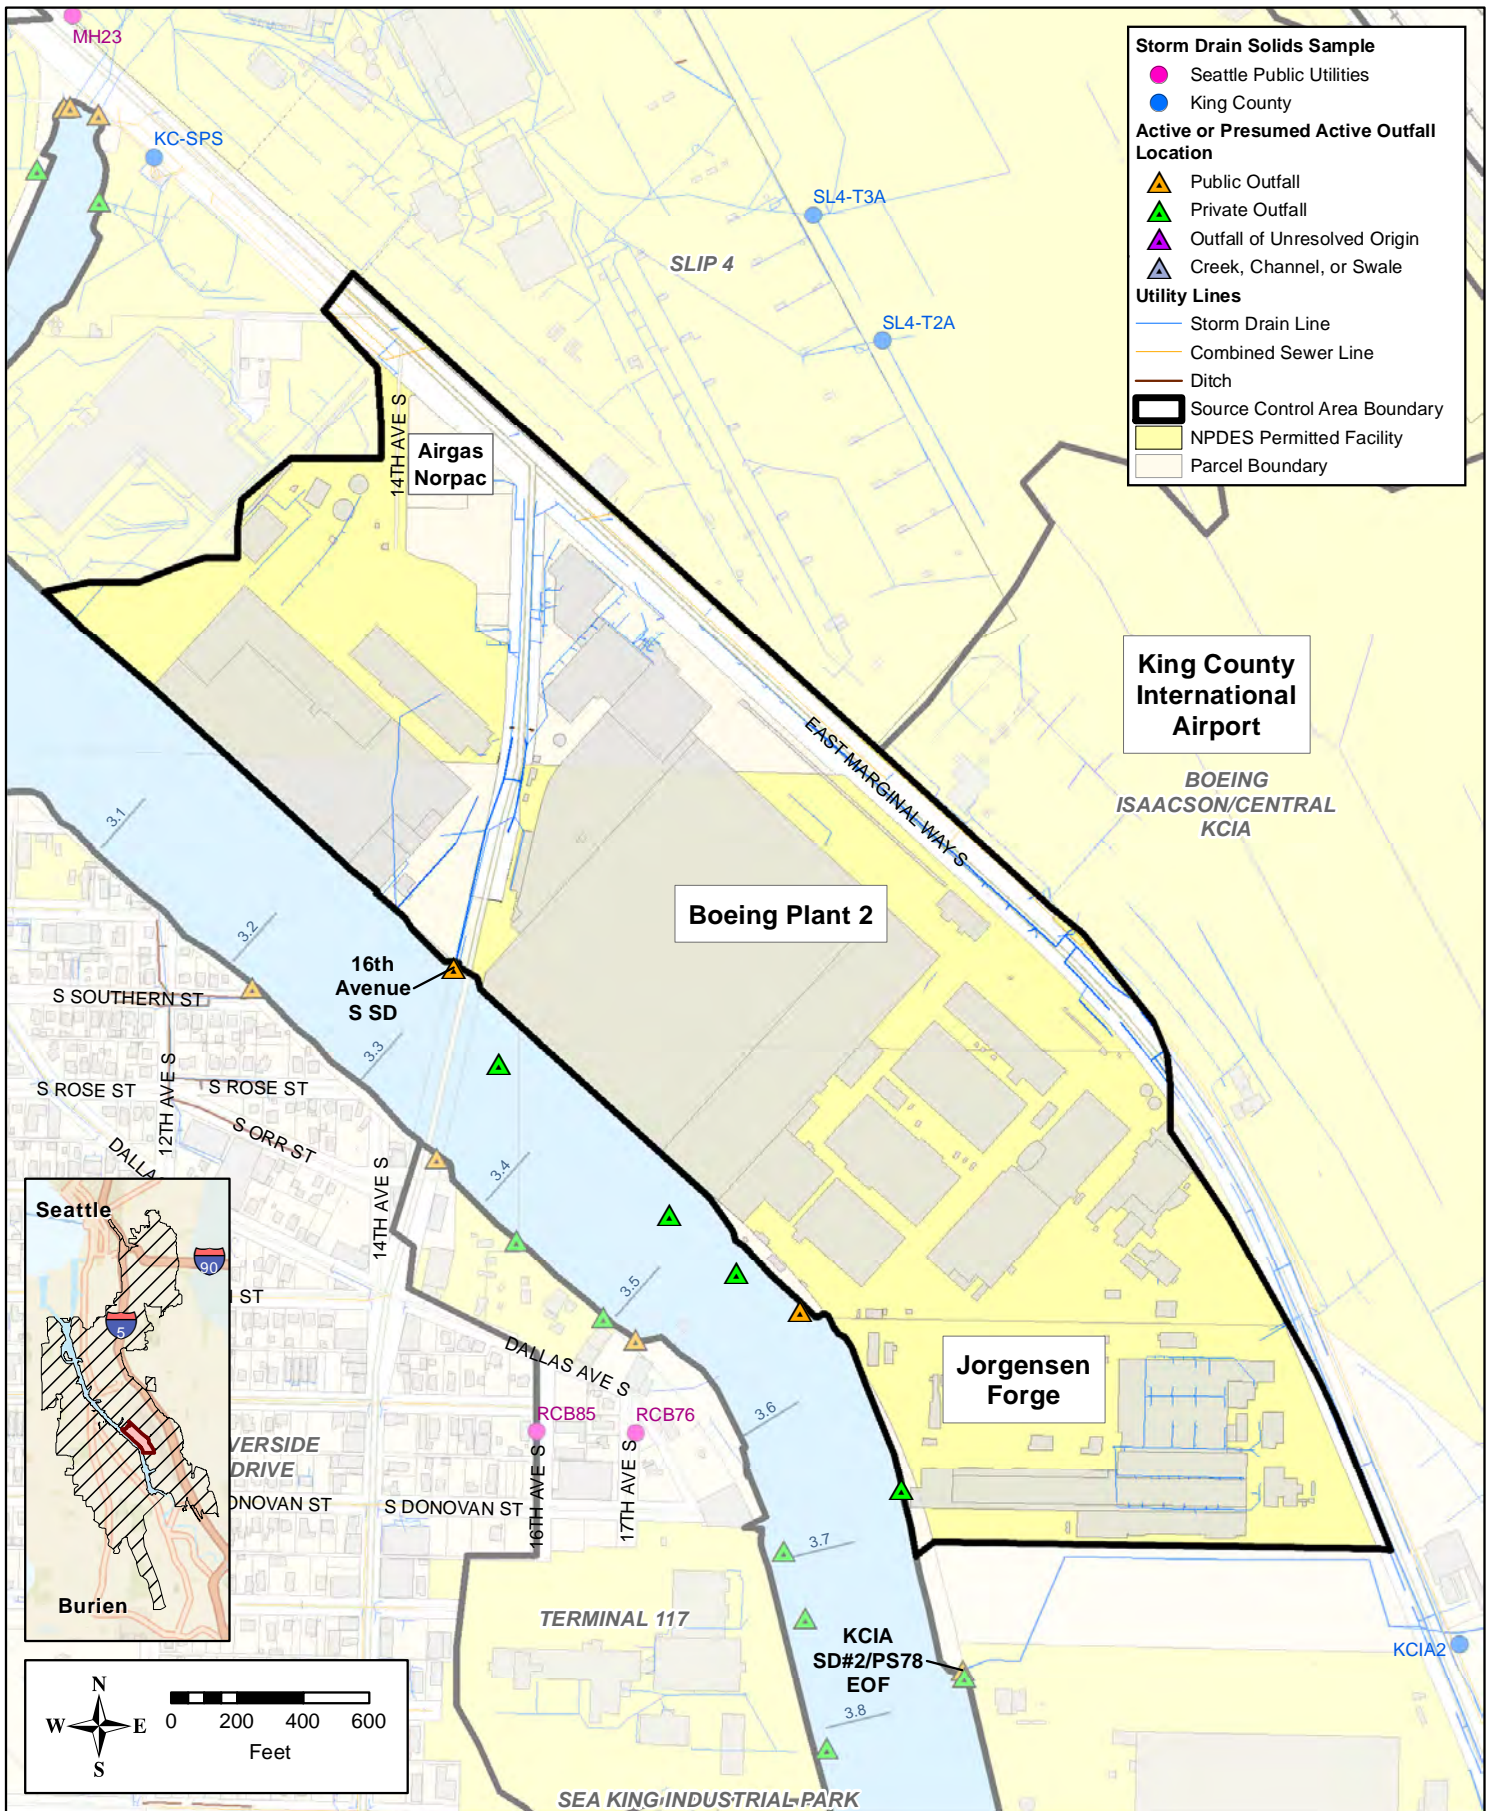 MH23
KC-SPS
SL4-T3A
SLIP 4
SL4-T2A
Storm Drain Solids Sample
Seattle Public Utilities
King County
Active or Presumed Active Outfall
Location
Public Outfall
Private Outfall
Outfall of Unresolved Origin
Creek, Channel, or Swale
Utility Lines
Storm Drain Line
Combined Sewer Line
Ditch
Source Control Area Boundary
NPDES Permitted Facility
Parcel Boundary
14TH AVE S
Airgas
Norpac
King County
International
Airport
BOEING
ISAACSON/CENTRAL
KCIA
EAST MARGINAL WAY S
Boeing Plant 2
3.1
3.2
16th
Avenue
S SD
S SOUTHERN ST
3.3
12TH AVE S
S ROSE ST
S ROSE ST
S ORR ST
DALLA
14TH AVE S
3.4
3.5
DALLAS AVE S
Jorgensen
Forge
3.6
RCB85
RCB76
16TH AVE S
17TH AVE S
S DONOVAN ST
3.7
TERMINAL 117
KCIA
SD#2/PS78
EOF
KCIA2
3.8
SEA KING INDUSTRIAL PARK
Seattle
90
ST
5
VERSIDE
DRIVE
DONOVAN ST
Burien
N
W
E
S
0
200
400
600
Feet